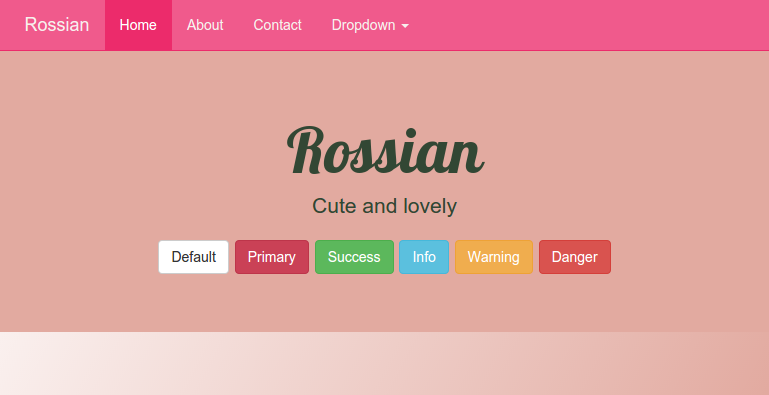 Rossian Home About Contact Dropdown
Rossian
Cute and lovely
Default Primary Success Info Warning Danger